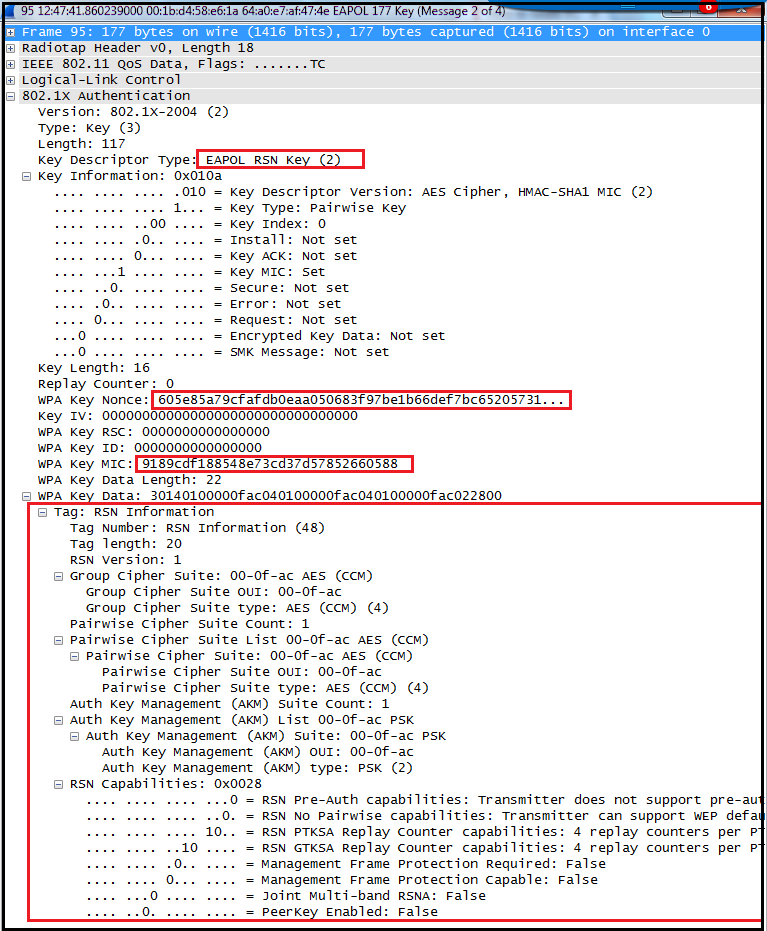 95 12:47:41.860239000 00:1b:d4:58:e6:1a 64:a0:e7:af:47:4e EAPOL 177 Key (Message 2 of 4)
6
Frame 95: 177 bytes on wire (1416 bits), 177 bytes captured (1416 bits) on interface 0
Radiotap Header v0, Length 18
IEEE 802.11 QoS Data, Flags: .......TC
Logical-Link Control
802.1X Authentication
Version: 802.1X-2004 (2)
Type: Key (3)
Length: 117
Key Descriptor Type: EAPOL RSN Key (2)
Key Information: 0x010a
.... .... .... .010 = Key Descriptor Version: AES Cipher, HMAC-SHA1 MIC (2)
.... .... .... 1... = Key Type: Pairwise Key
.... .... ..00 .... = Key Index: 0
.... .... .0.. .... = Install: Not set
.... .... 0... .... = Key ACK: Not set
.... ...1 .... .... = Key MIC: Set
.... ..0. .... .... = Secure: Not set
.... .0.. .... .... = Error: Not set
.... 0... .... .... = Request: Not set
...0 .... .... .... = Encrypted Key Data: Not set
...0 .... .... .... = SMK Message: Not set
Key Length: 16
Replay Counter: 0
WPA Key Nonce: 605e85a79cfafdb0eaa050683f97be1b66def7bc65205731...
Key IV: 00000000000000000000000000000000
WPA Key RSC: 0000000000000000
WPA Key ID: 0000000000000000
WPA Key MIC: 9189cdf188548e73cd37d57852660588
WPA Key Data Length: 22
WPA Key Data: 30140100000fac040100000fac040100000fac022800
Tag: RSN Information
Tag Number: RSN Information (48)
Tag length: 20
RSN Version: 1
Group Cipher Suite: 00-0f-ac AES (CCM)
Group Cipher Suite OUI: 00-0f-ac
Group Cipher Suite type: AES (CCM) (4)
Pairwise Cipher Suite Count: 1
Pairwise Cipher Suite List 00-0f-ac AES (CCM)
Pairwise Cipher Suite: 00-0f-ac AES (CCM)
Pairwise Cipher Suite OUI: 00-0f-ac
Pairwise Cipher Suite type: AES (CCM) (4)
Auth Key Management (AKM) Suite Count: 1
Auth Key Management (AKM) List 00-0f-ac PSK
Auth Key Management (AKM) Suite: 00-0f-ac PSK
Auth Key Management (AKM) OUI: 00-0f-ac
Auth Key Management (AKM) type: PSK (2)
RSN Capabilities: 0x0028
.... .... .... ...0 = RSN Pre-Auth capabilities: Transmitter does not support pre-aut
.... .... .... ..0. = RSN No Pairwise capabilities: Transmitter can support WEP defau
.... .... .... 10.. = RSN PTKSA Replay Counter capabilities: 4 replay counters per PT
.... .... ..10 .... = RSN GTKSA Replay Counter capabilities: 4 replay counters per PT
.... .... .0.. .... = Management Frame Protection Required: False
.... .... 0... .... = Management Frame Protection Capable: False
.... ...0 .... .... = Joint Multi-band RSNA: False
.... ..0. .... .... = PeerKey Enabled: False